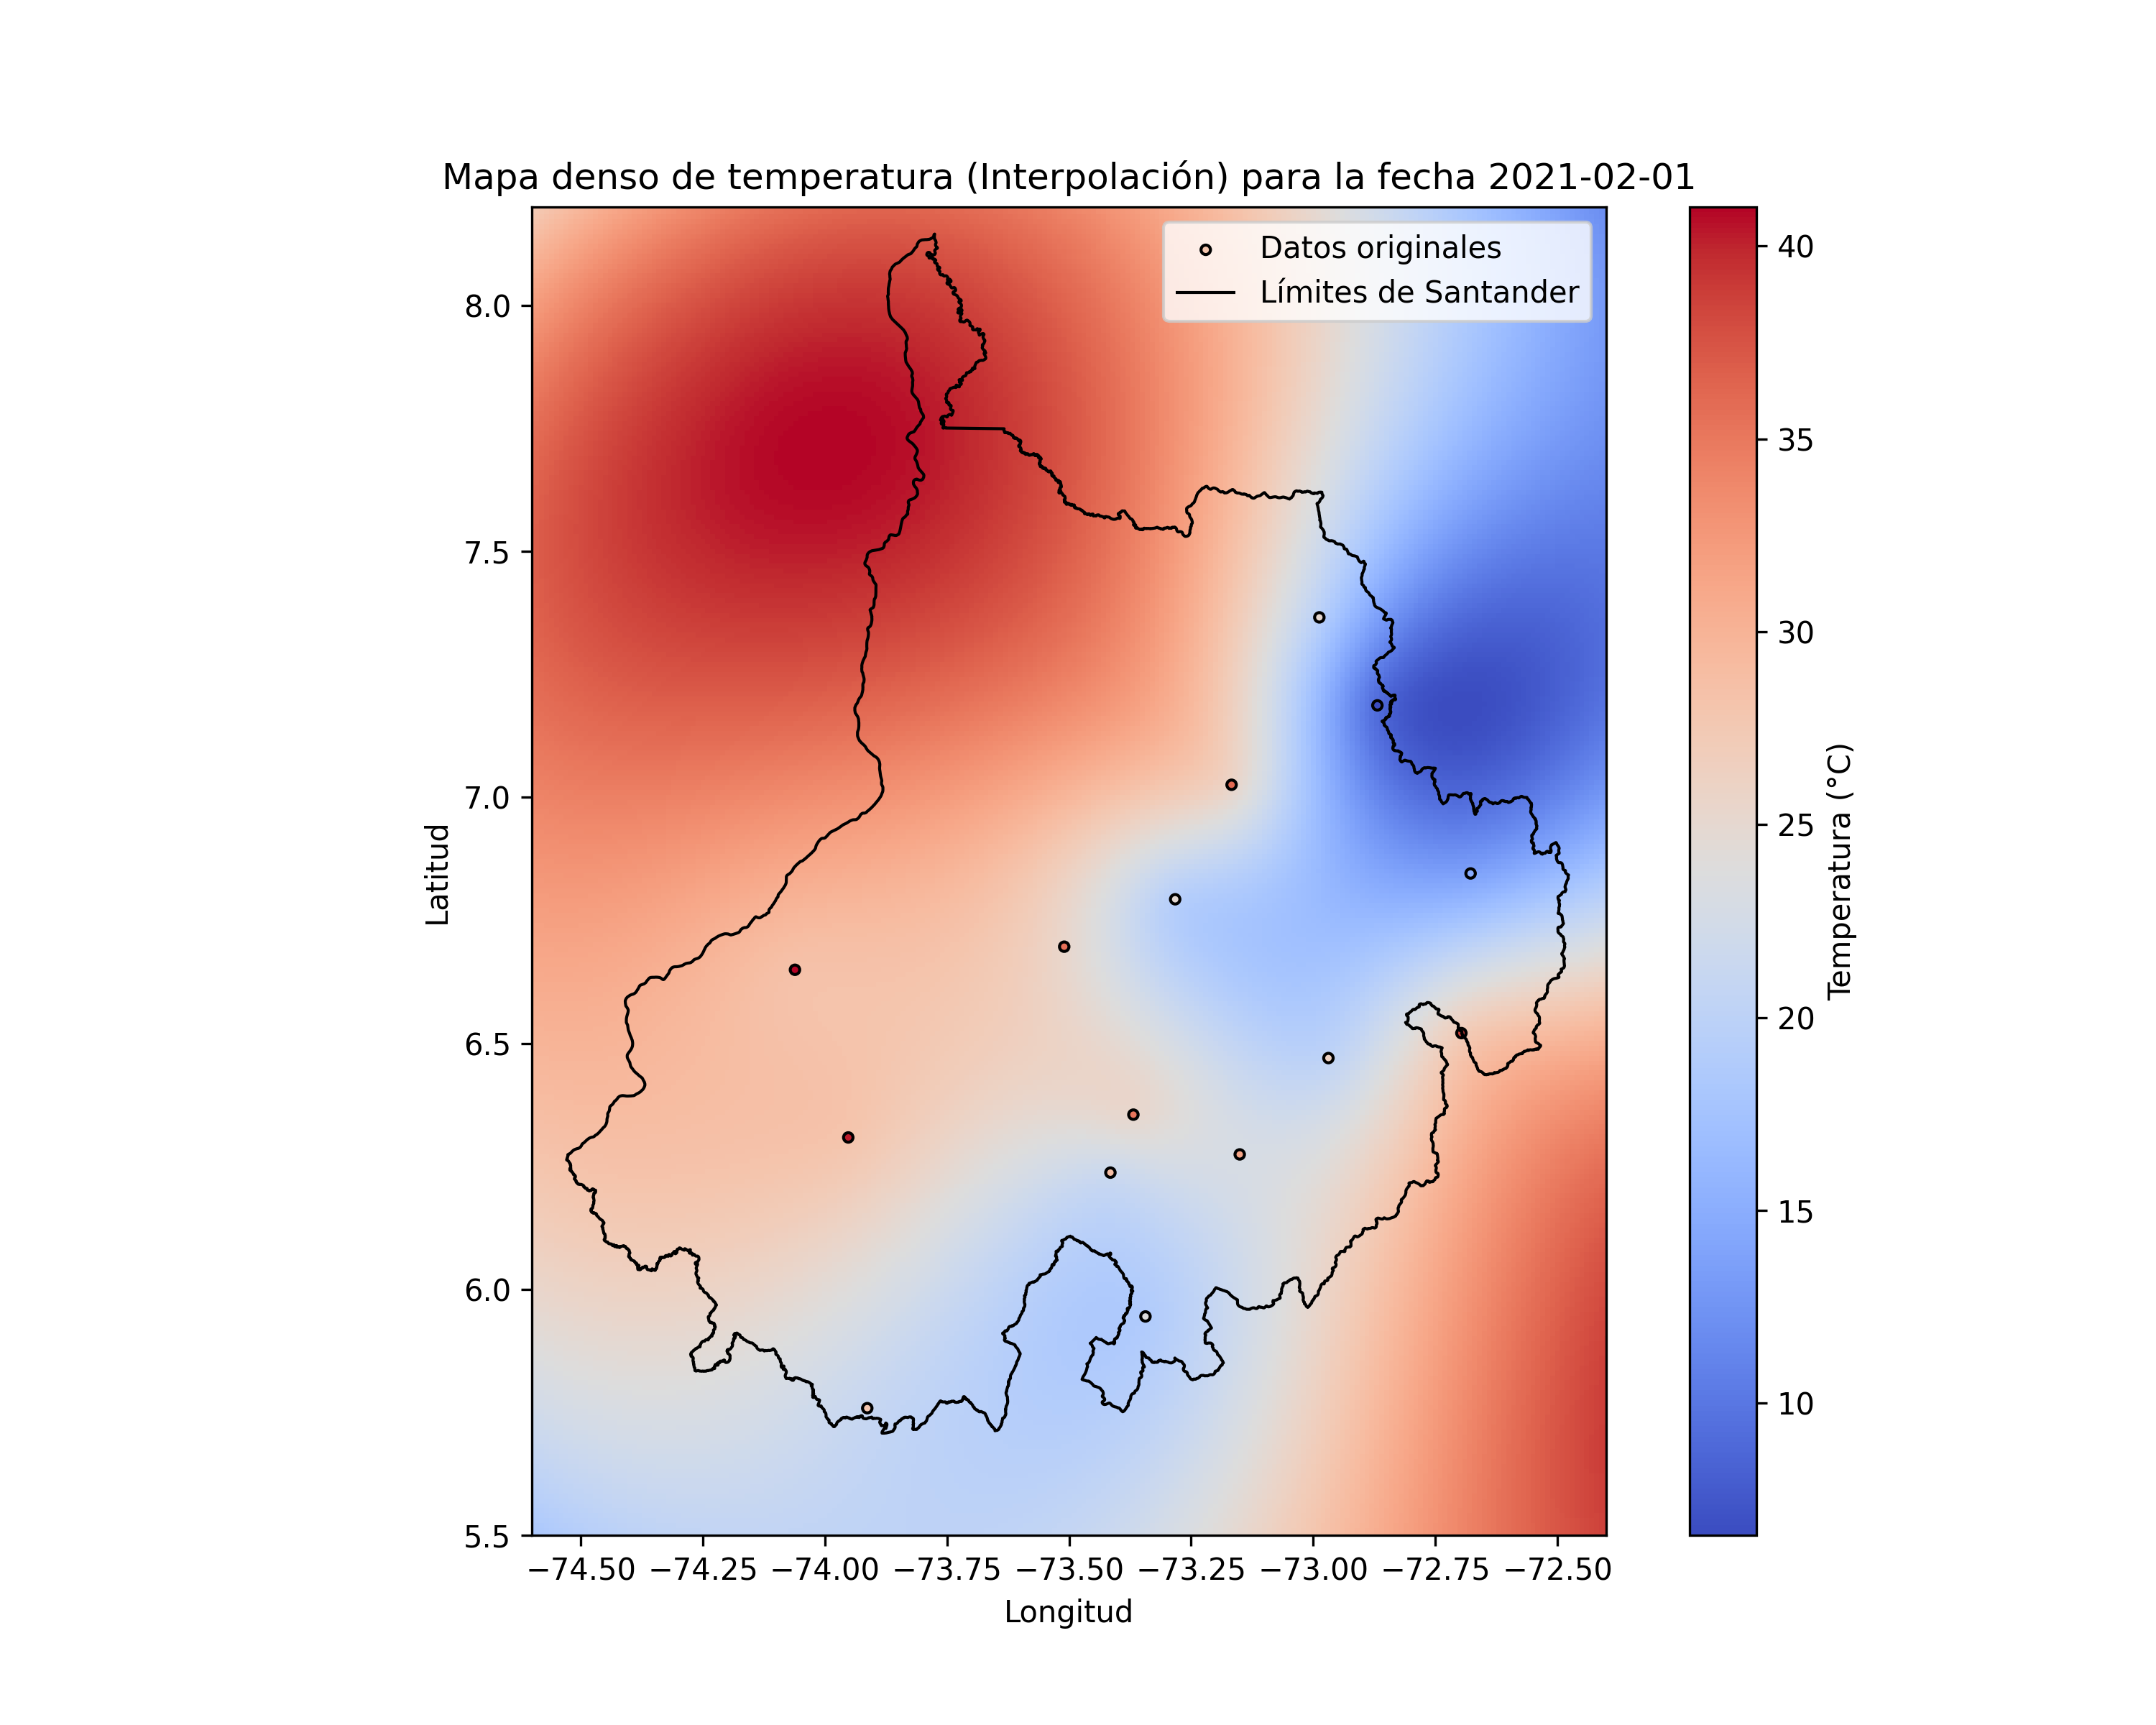 Mapa denso de temperatura (Interpolación) para la fecha 2021-02-01
Datos originales
Límites de Santander
8.0
7.5
7.0
6.5
6.0
5.5
Latitud
−74.50 −74.25 −74.00 −73.75 −73.50 −73.25 −73.00 −72.75 −72.50
Longitud
40
35
30
25
20
15
10
Temperatura (°C)